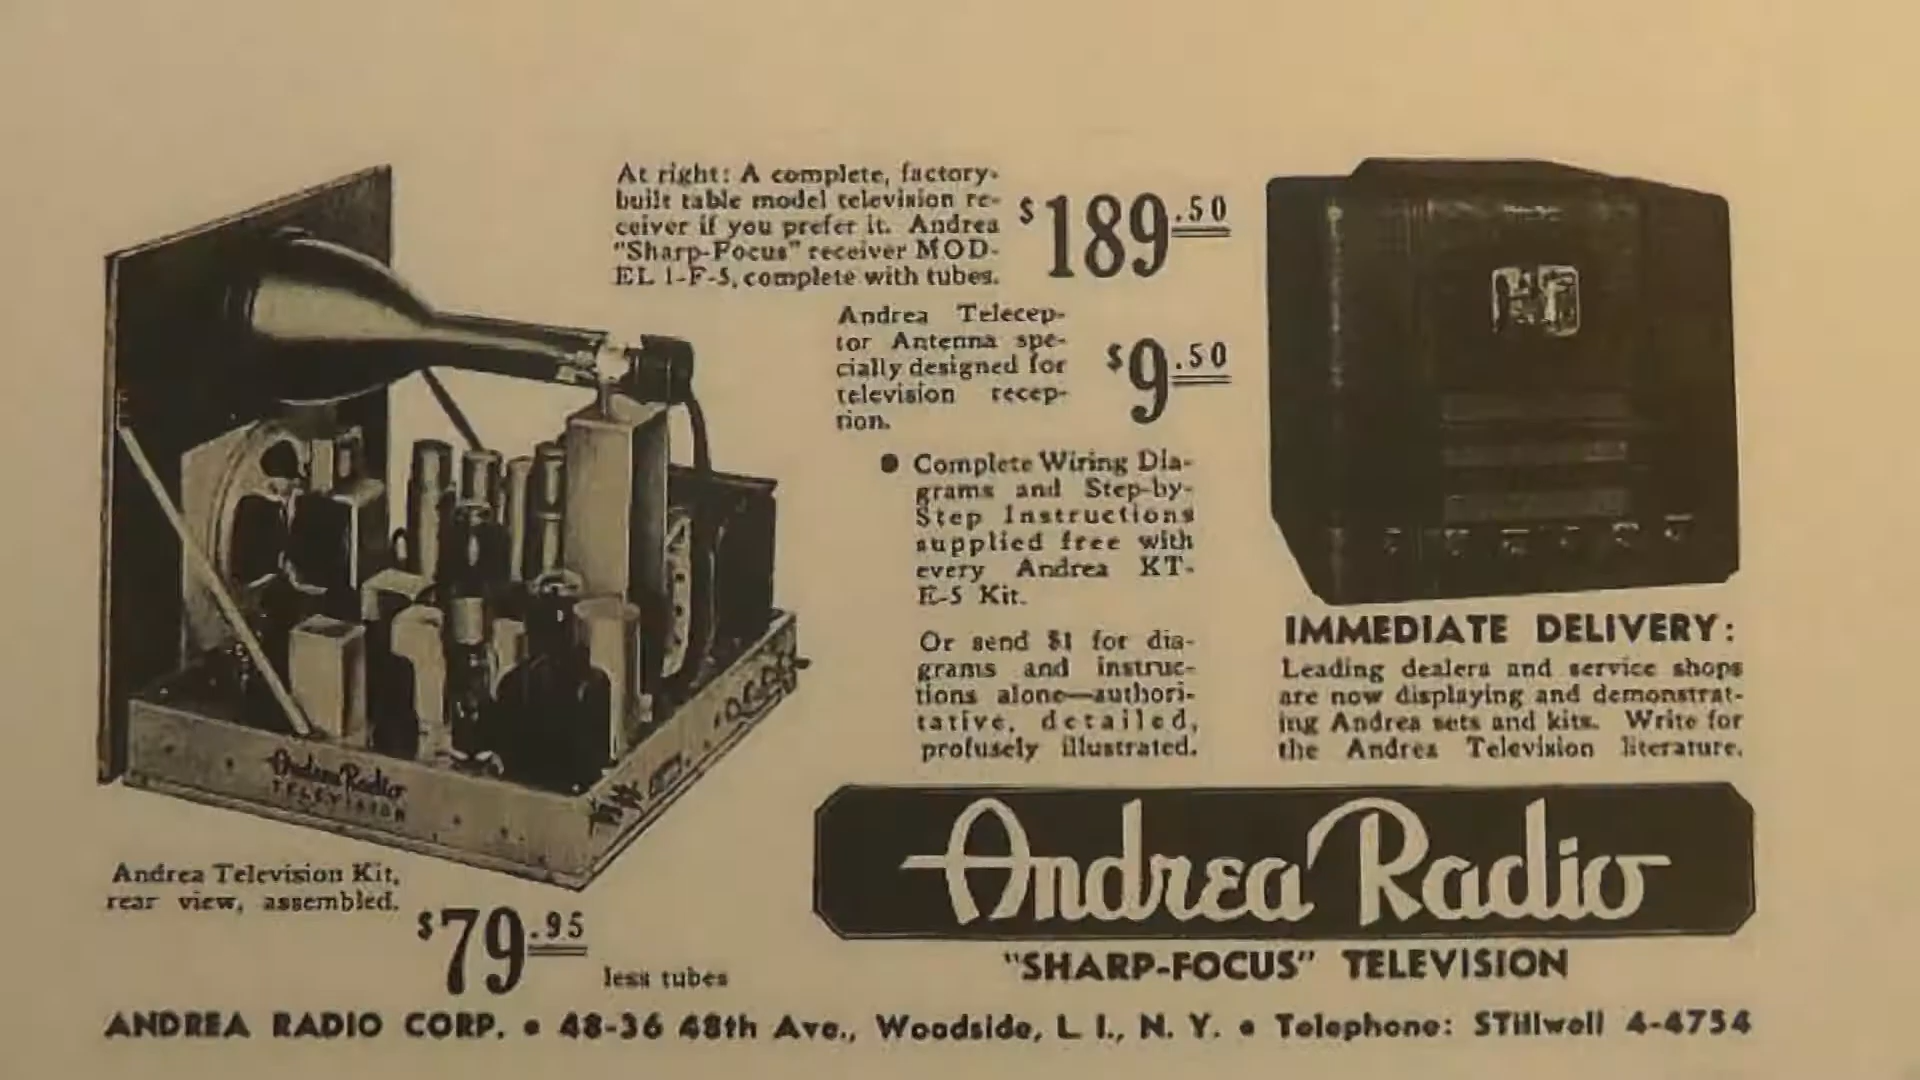 At right: A complete, factory-
built table model television re-
ceiver if you prefer it. Andrea
"Sharp-Focus" receiver MOD-
EL 1-F-5, complete with tubes.
$189.50
Andrea Telecep-
tor Antenna spe-
cially designed for
television recep-
tion.
$9.50
● Complete Wiring Dia-
grams and Step-by-
Step Instructions
supplied free with
every Andrea KT-
E-5 Kit.
Or send $1 for dia-
grams and instruc-
tions alone—authori-
tative, detailed,
profusely illustrated.
IMMEDIATE DELIVERY:
Leading dealers and service shops
are now displaying and demonstrat-
ing Andrea sets and kits. Write for
the Andrea Television literature.
Andrea Radio
TELEVISION
Andrea Television Kit,
rear view, assembled.
$79.95
less tubes
Andrea Radio
"SHARP-FOCUS" TELEVISION
ANDREA RADIO CORP. • 48-36 48th Ave., Woodside, L. I., N. Y. • Telephone: STillwell 4-4754